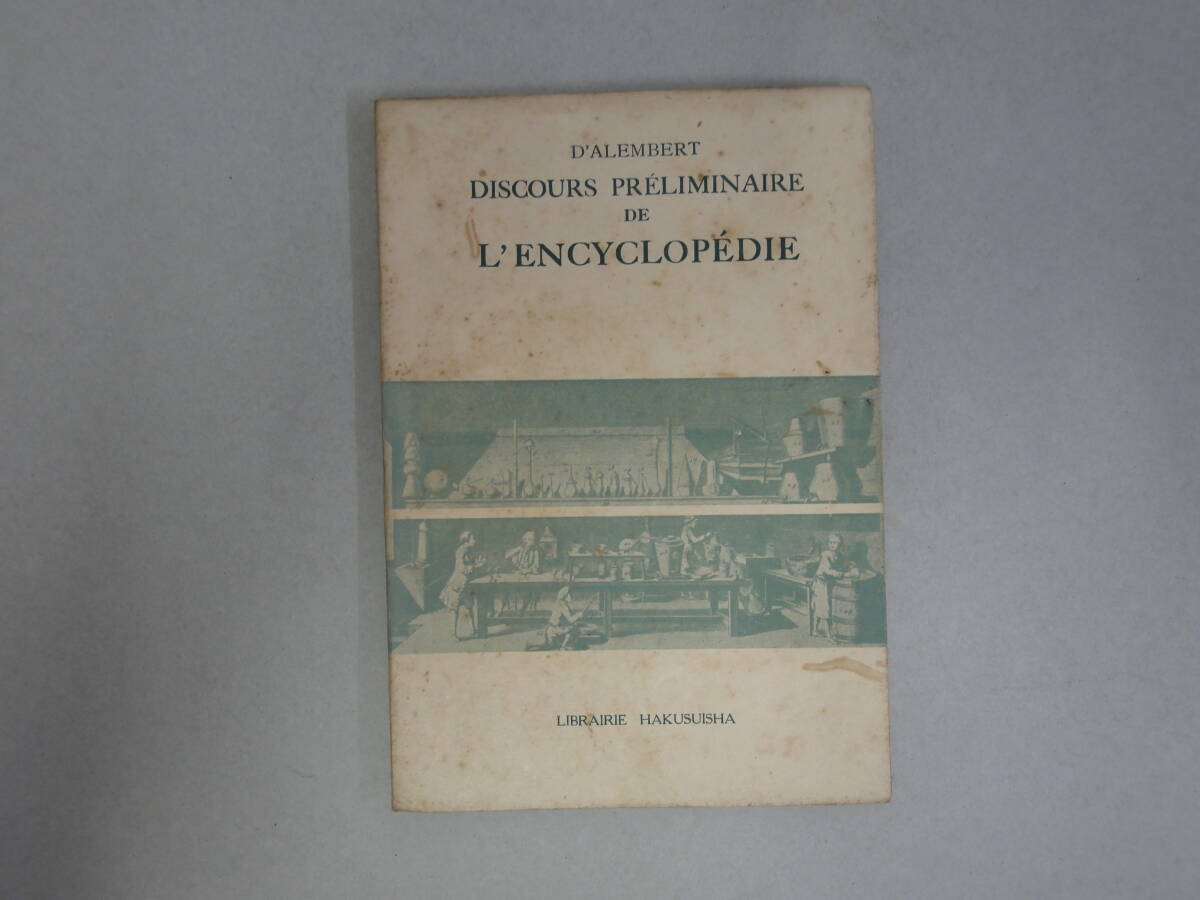 D'ALEMBERT
DISCOURS PRÉLIMINAIRE
DE
L'ENCYCLOPÉDIE
LIBRAIRIE HAKUSUISHA